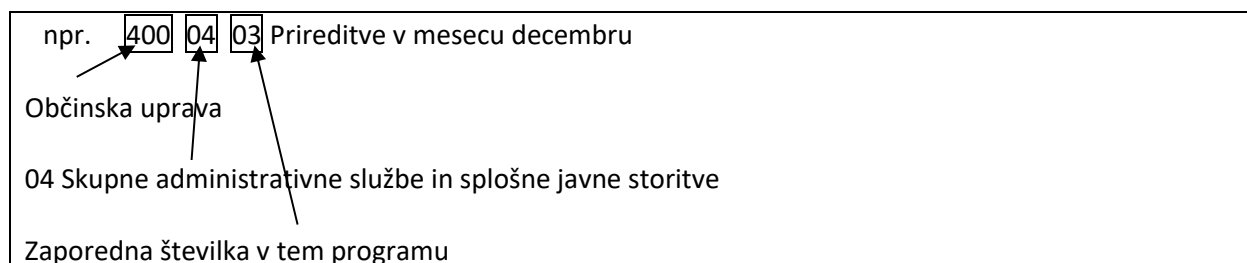 npr. 400 04 03 Prireditve v mesecu decembru
Občinska uprava
04 Skupne administrativne službe in splošne javne storitve
Zaporedna številka v tem programu